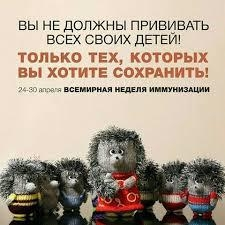 ВЫ НЕ ДОЛЖНЫ ПРИВИВАТЬ
ВСЕХ СВОИХ ДЕТЕЙ!
ТОЛЬКО ТЕХ, КОТОРЫХ
ВЫ ХОТИТЕ СОХРАНИТЬ!
24-30 апреля ВСЕМИРНАЯ НЕДЕЛЯ ИММУНИЗАЦИИ